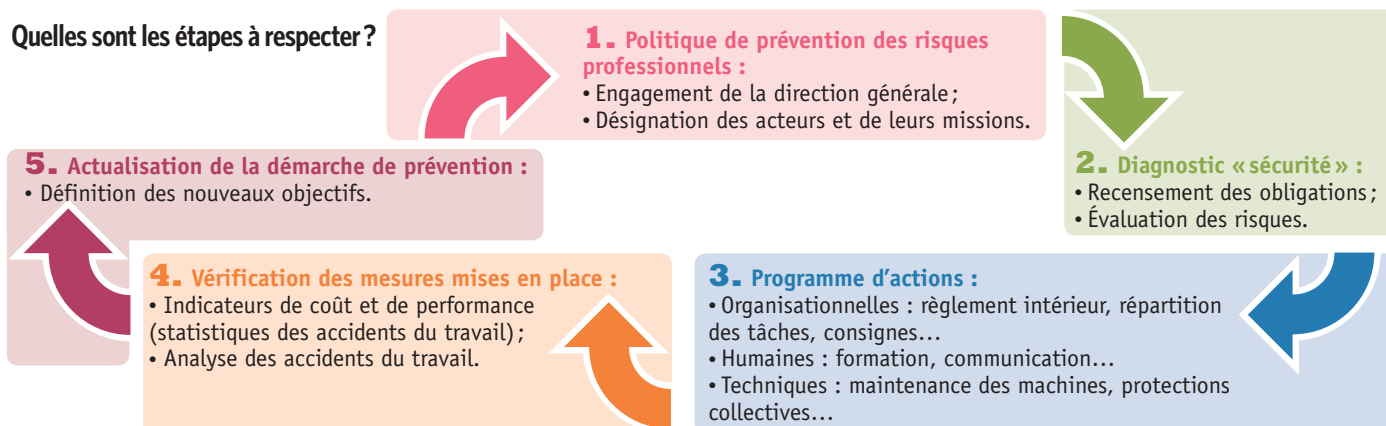 Quelles sont les étapes à respecter ?
1. Politique de prévention des risques
professionnels :
• Engagement de la direction générale ;
• Désignation des acteurs et de leurs missions.
2. Diagnostic « sécurité » :
• Recensement des obligations ;
• Évaluation des risques.
3. Programme d’actions :
• Organisationnelles : règlement intérieur, répartition
des tâches, consignes…
• Humaines : formation, communication…
• Techniques : maintenance des machines, protections
collectives…
4. Vérification des mesures mises en place :
• Indicateurs de coût et de performance
(statistiques des accidents du travail) ;
• Analyse des accidents du travail.
5. Actualisation de la démarche de prévention :
• Définition des nouveaux objectifs.